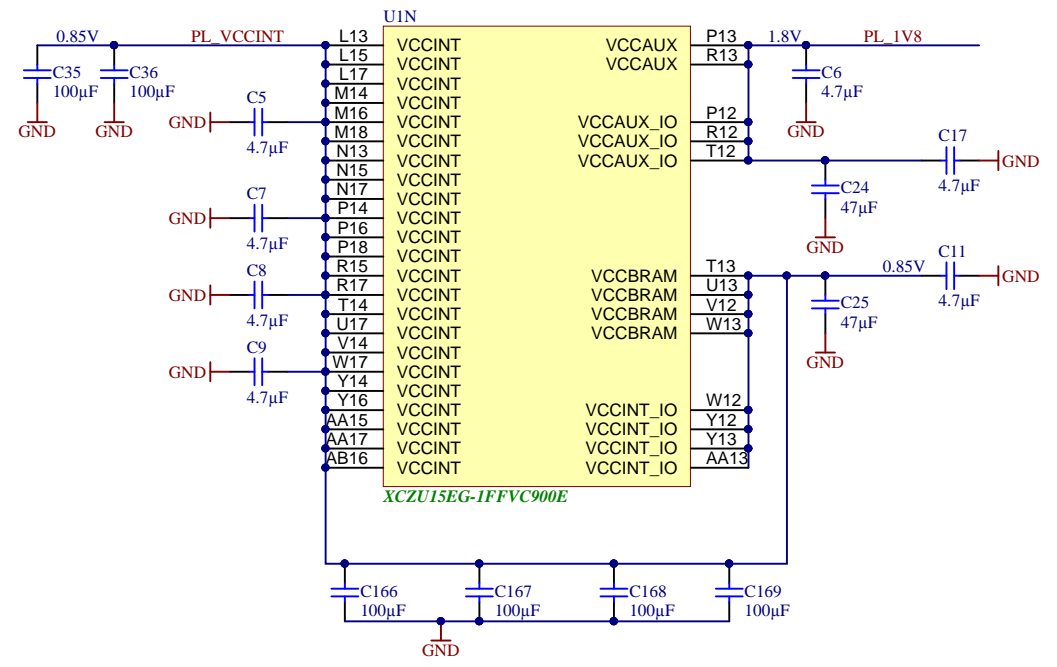 U1N
0.85V PL_VCCINT
C35
100µF
GND
C36
100µF
GND
GND C5
4.7µF
GND C7
4.7µF
GND C8
4.7µF
GND C9
4.7µF
L13 VCCINT
L15 VCCINT
L17 VCCINT
M14 VCCINT
M16 VCCINT
M18 VCCINT
N13 VCCINT
N15 VCCINT
N17 VCCINT
P14 VCCINT
P16 VCCINT
P18 VCCINT
R15 VCCINT
R17 VCCINT
T14 VCCINT
U17 VCCINT
V14 VCCINT
W17 VCCINT
Y14 VCCINT
Y16 VCCINT
AA15 VCCINT
AA17 VCCINT
AB16 VCCINT
VCCAUX P13
VCCAUX R13
VCCAUX_IO P12
VCCAUX_IO R12
VCCAUX_IO T12
VCCBRAM T13
VCCBRAM U13
VCCBRAM V12
VCCBRAM W13
VCCINT_IO W12
VCCINT_IO Y12
VCCINT_IO Y13
VCCINT_IO AA13
XCZU15EG-1FFVC900E
1.8V PL_1V8
C6
4.7µF
GND
C17
4.7µF
GND
C24
47µF
GND
0.85V
C11
4.7µF
GND
C25
47µF
GND
C166
100µF
C167
100µF
C168
100µF
C169
100µF
GND